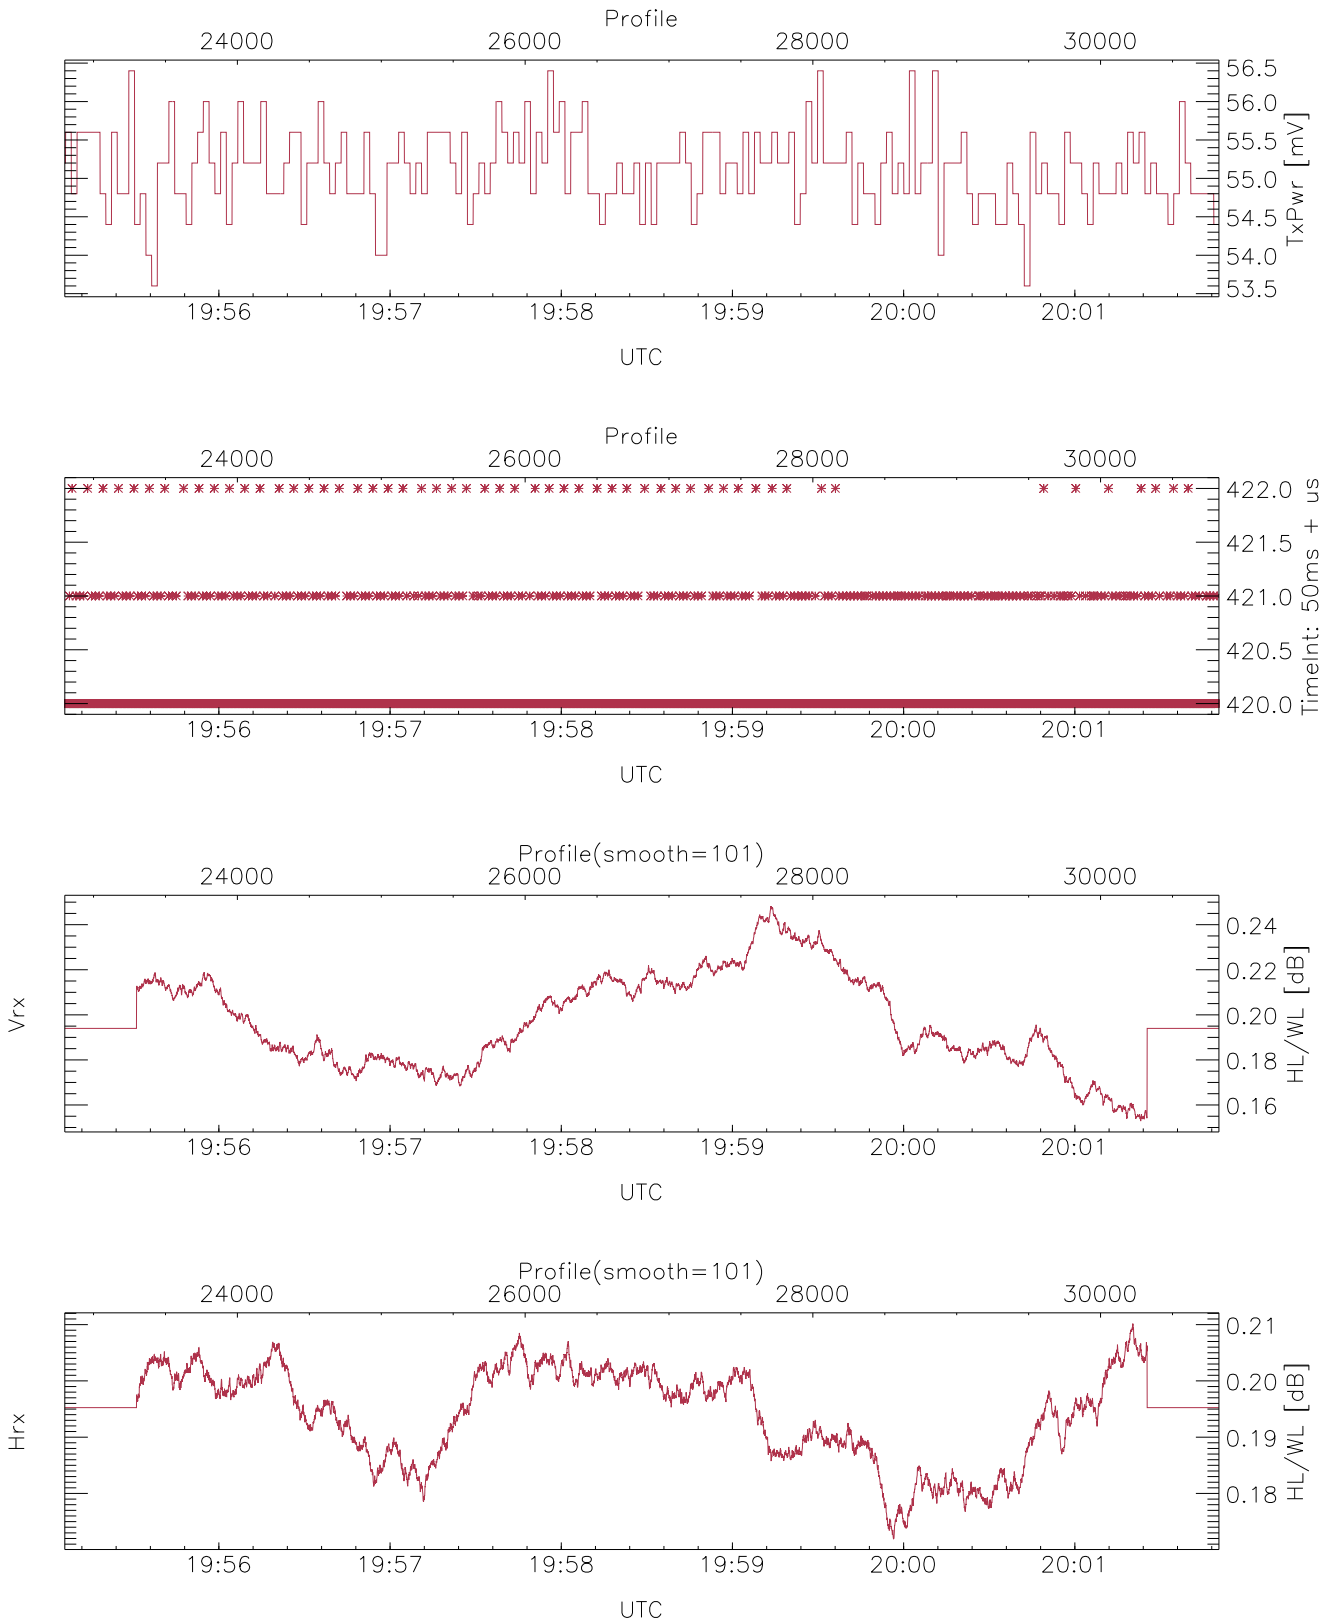 Profile
24000 26000 28000 30000
56.5
56.0
55.5
55.0
54.5
54.0
53.5
TxPwr [mV]
19:56 19:57 19:58 19:59 20:00 20:01
UTC
Profile
24000 26000 28000 30000
422.0
421.5
421.0
420.5
420.0
TimeInt: 50ms + us
19:56 19:57 19:58 19:59 20:00 20:01
UTC
Profile(smooth=101)
24000 26000 28000 30000
Vrx
0.24
0.22
0.20
0.18
0.16
HL/WL [dB]
19:56 19:57 19:58 19:59 20:00 20:01
UTC
Profile(smooth=101)
24000 26000 28000 30000
Hrx
0.21
0.20
0.19
0.18
HL/WL [dB]
19:56 19:57 19:58 19:59 20:00 20:01
UTC